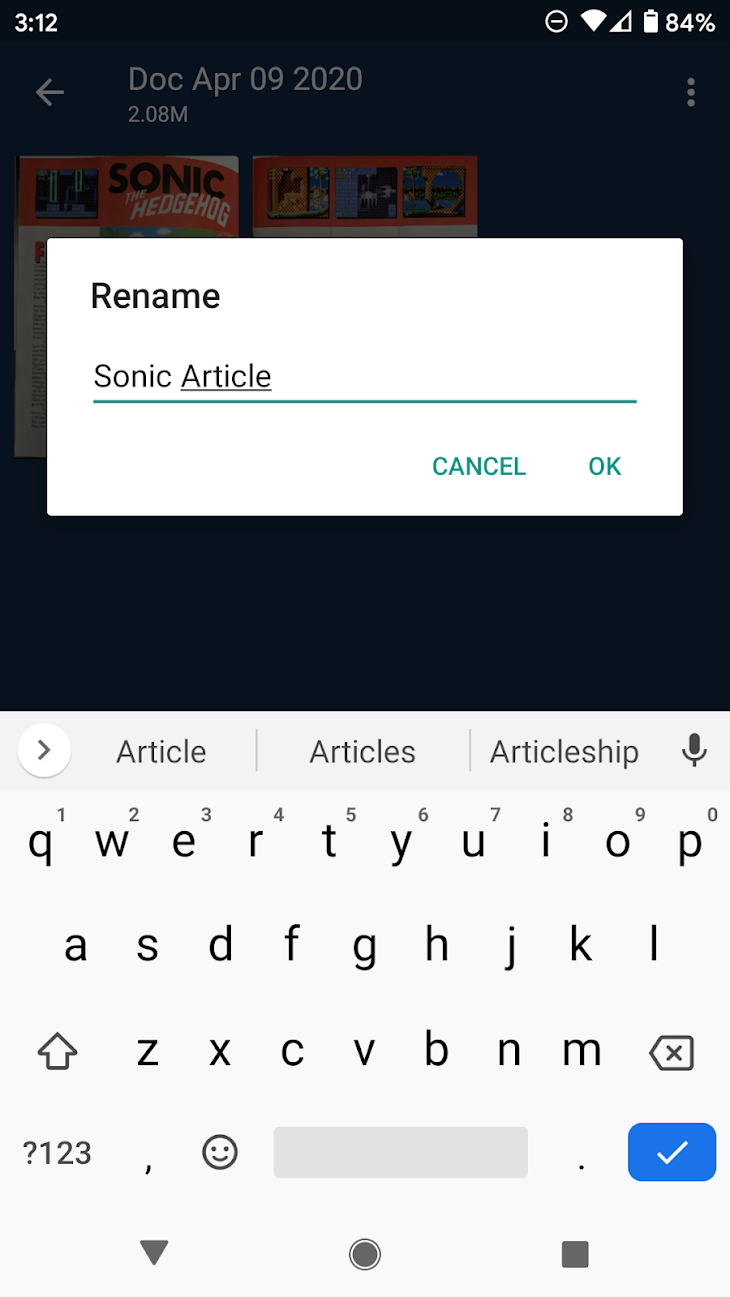 3:12 84%
Doc Apr 09 2020
2.08M
SONIC
THE
HEDGEHOG
Rename
Sonic Article
CANCEL OK
Article Articles Articleship
1 2 3 4 5 6 7 8 9 0
q w e r t y u i o p
a s d f g h j k l
z x c v b n m
?123 , .